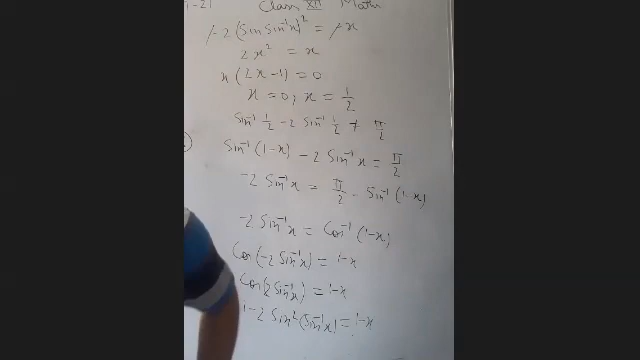 Class XII Math
-2 (Sin Sin⁻¹x)² = -x
2x² = x
x (2x-1) = 0
x = 0, x = 1/2
Sin⁻¹ 1/2 - 2 Sin⁻¹ 1/2 ≠ π/2
Sin⁻¹(1-x) - 2 Sin⁻¹x = π/2
-2 Sin⁻¹x = π/2 - Sin⁻¹(1-x)
-2 Sin⁻¹x = Cos⁻¹(1-x)
Cos(-2 Sin⁻¹x) = 1-x
Cos(2 Sin⁻¹x) = 1-x
1-2 Sin²(Sin⁻¹x) = 1-x